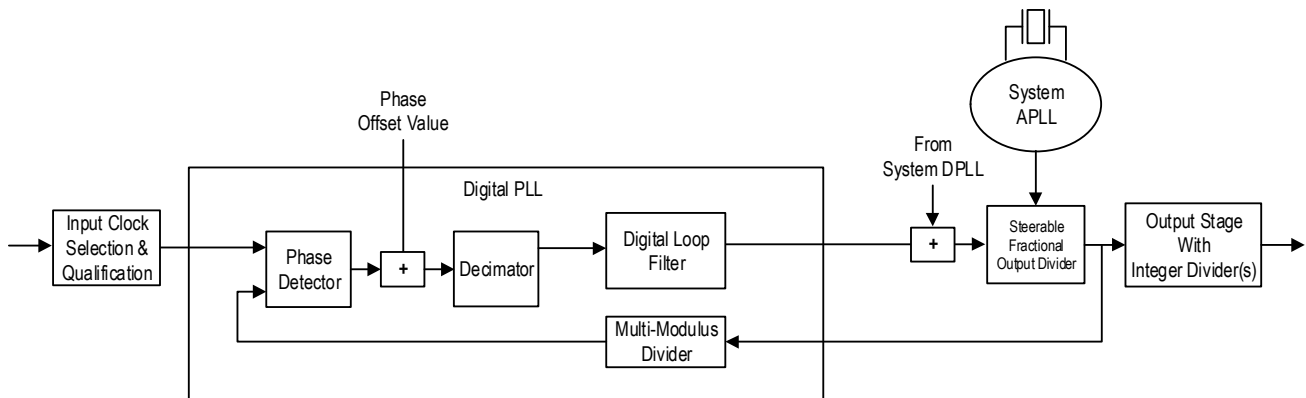 System
APLL
Phase
Offset Value
From
System DPLL
Digital PLL
Input Clock
Selection &
Qualification
Phase
Detector
+
Decimator
Digital Loop
Filter
+
Steerable
Fractional
Output Divider
Output Stage
With
Integer Divider(s)
Multi-Modulus
Divider